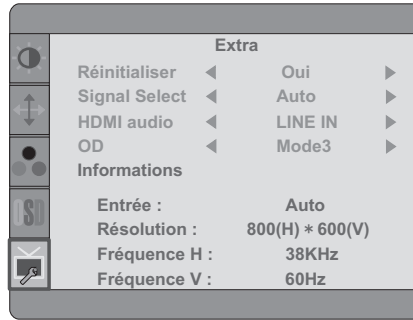 Extra
Réinitialiser ◀ Oui ▶
Signal Select ◀ Auto ▶
HDMI audio ◀ LINE IN ▶
OD ◀ Mode3 ▶
Informations
OSD
Entrée : Auto
Résolution : 800(H) * 600(V)
Fréquence H : 38KHz
Fréquence V : 60Hz